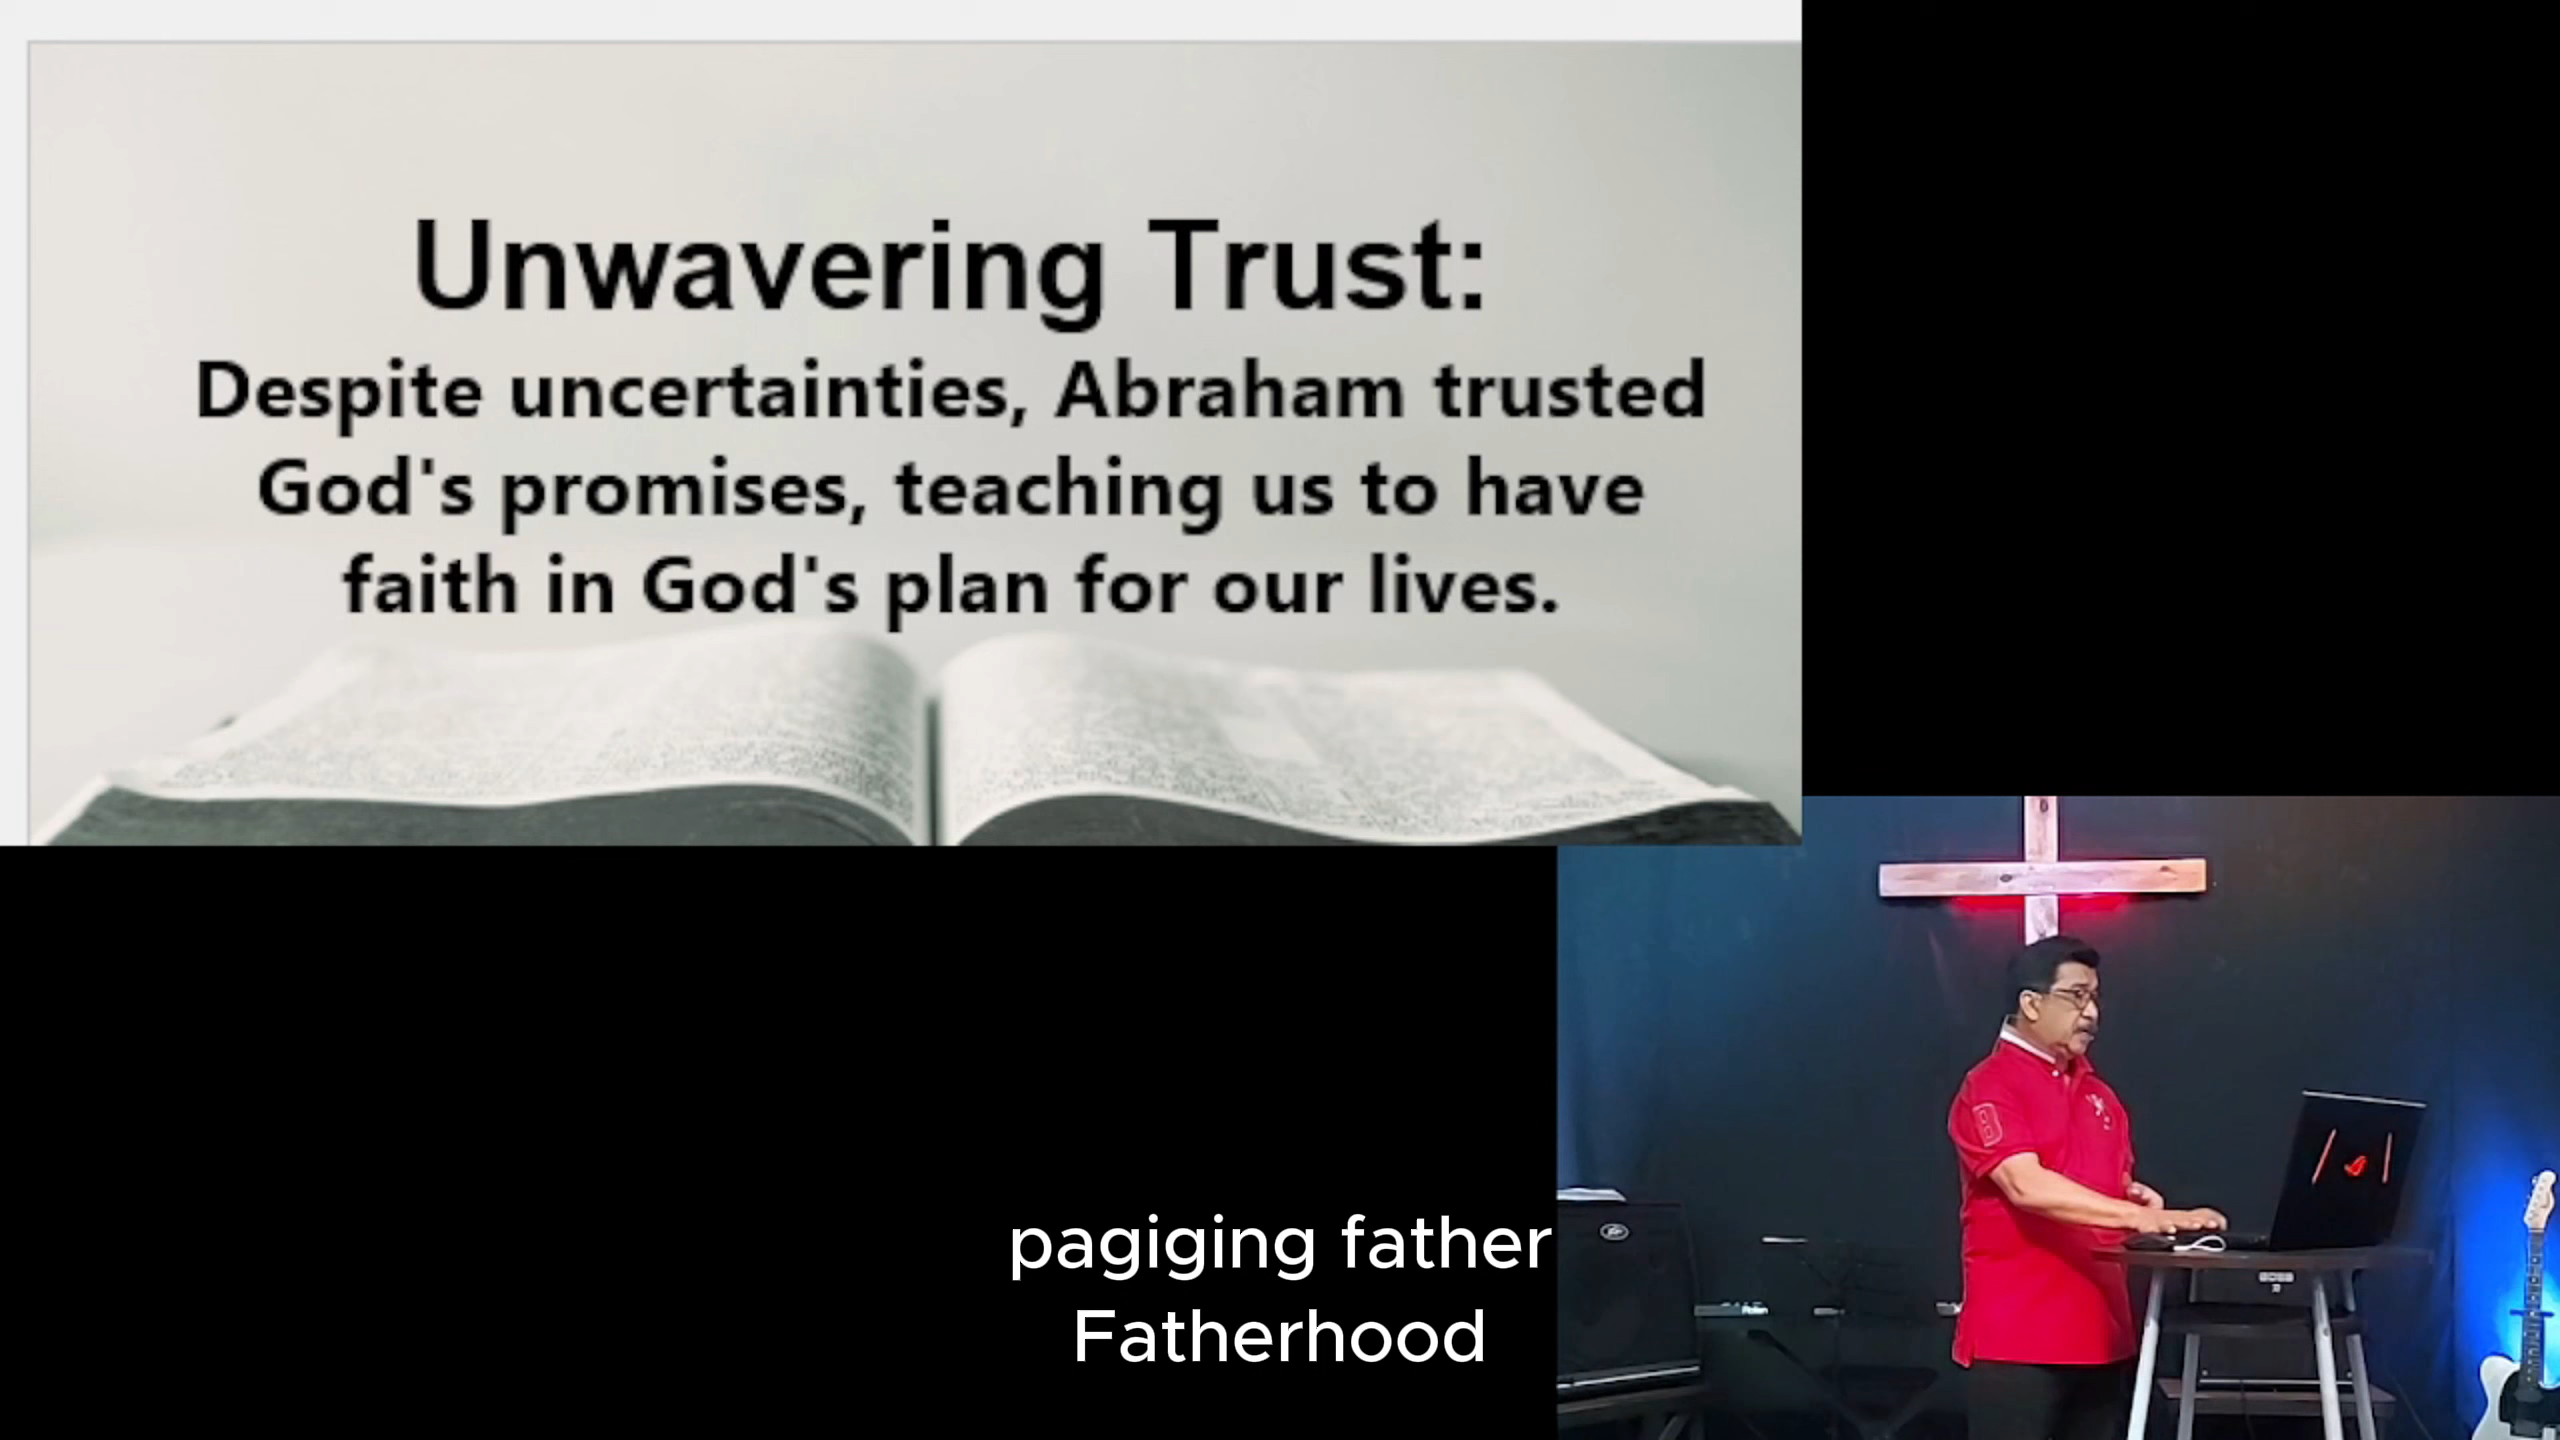 Unwavering Trust:
Despite uncertainties, Abraham trusted
God's promises, teaching us to have
faith in God's plan for our lives.
pagiging father
Fatherhood